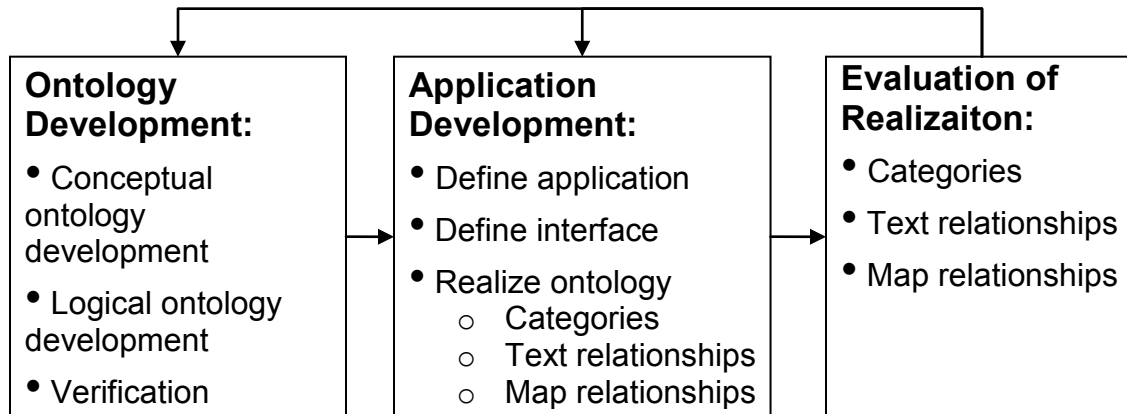 Ontology
Development:
• Conceptual
ontology
development
• Logical ontology
development
• Verification
Application
Development:
• Define application
• Define interface
• Realize ontology
o Categories
o Text relationships
o Map relationships
Evaluation of
Realizaiton:
• Categories
• Text relationships
• Map relationships